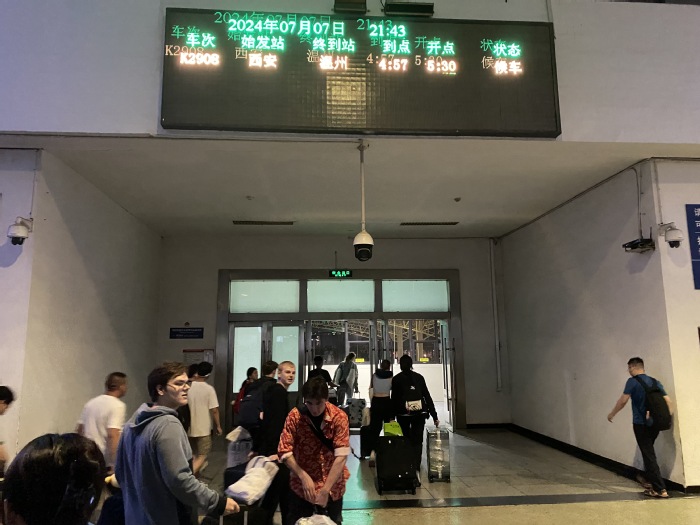 2024年07月07日 21:43
车次 始发站 终到站 到点 开点 状态
K2908 西安 温州 4:57 5:30 候车